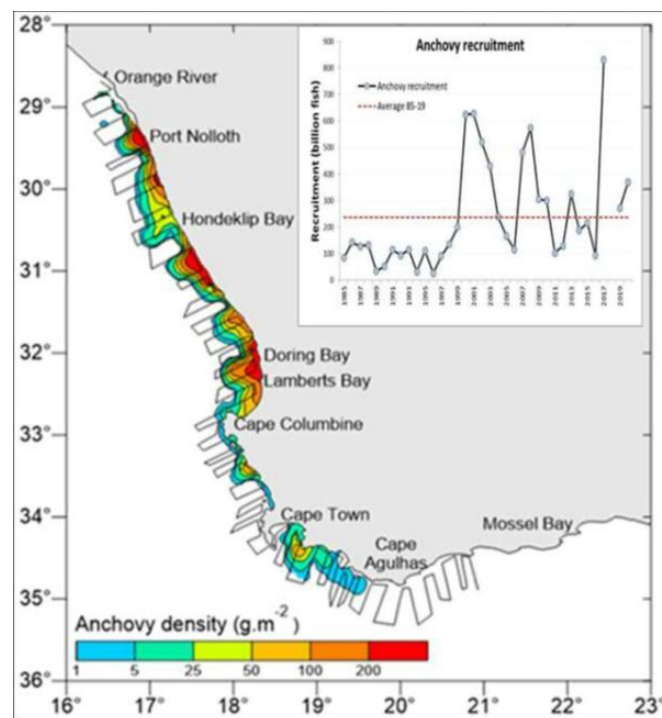 28°
29°
30°
31°
32°
33°
34°
35°
36°
16°
17°
18°
19°
20°
21°
22°
23°
Orange River
Port Nolloth
Hondeklip Bay
Doring Bay
Lamberts Bay
Cape Columbine
Cape Town
Cape
Agulhas
Mossel Bay
Anchovy density (g.m⁻²)
1 5 25 50 100 200
Anchovy recruitment
Anchovy recruitment
Average 85-19
Recruitment (billion fish)
900
800
700
600
500
400
300
200
100
0
1985
1987
1989
1991
1993
1995
1997
1999
2001
2003
2005
2007
2009
2011
2013
2015
2017
2019